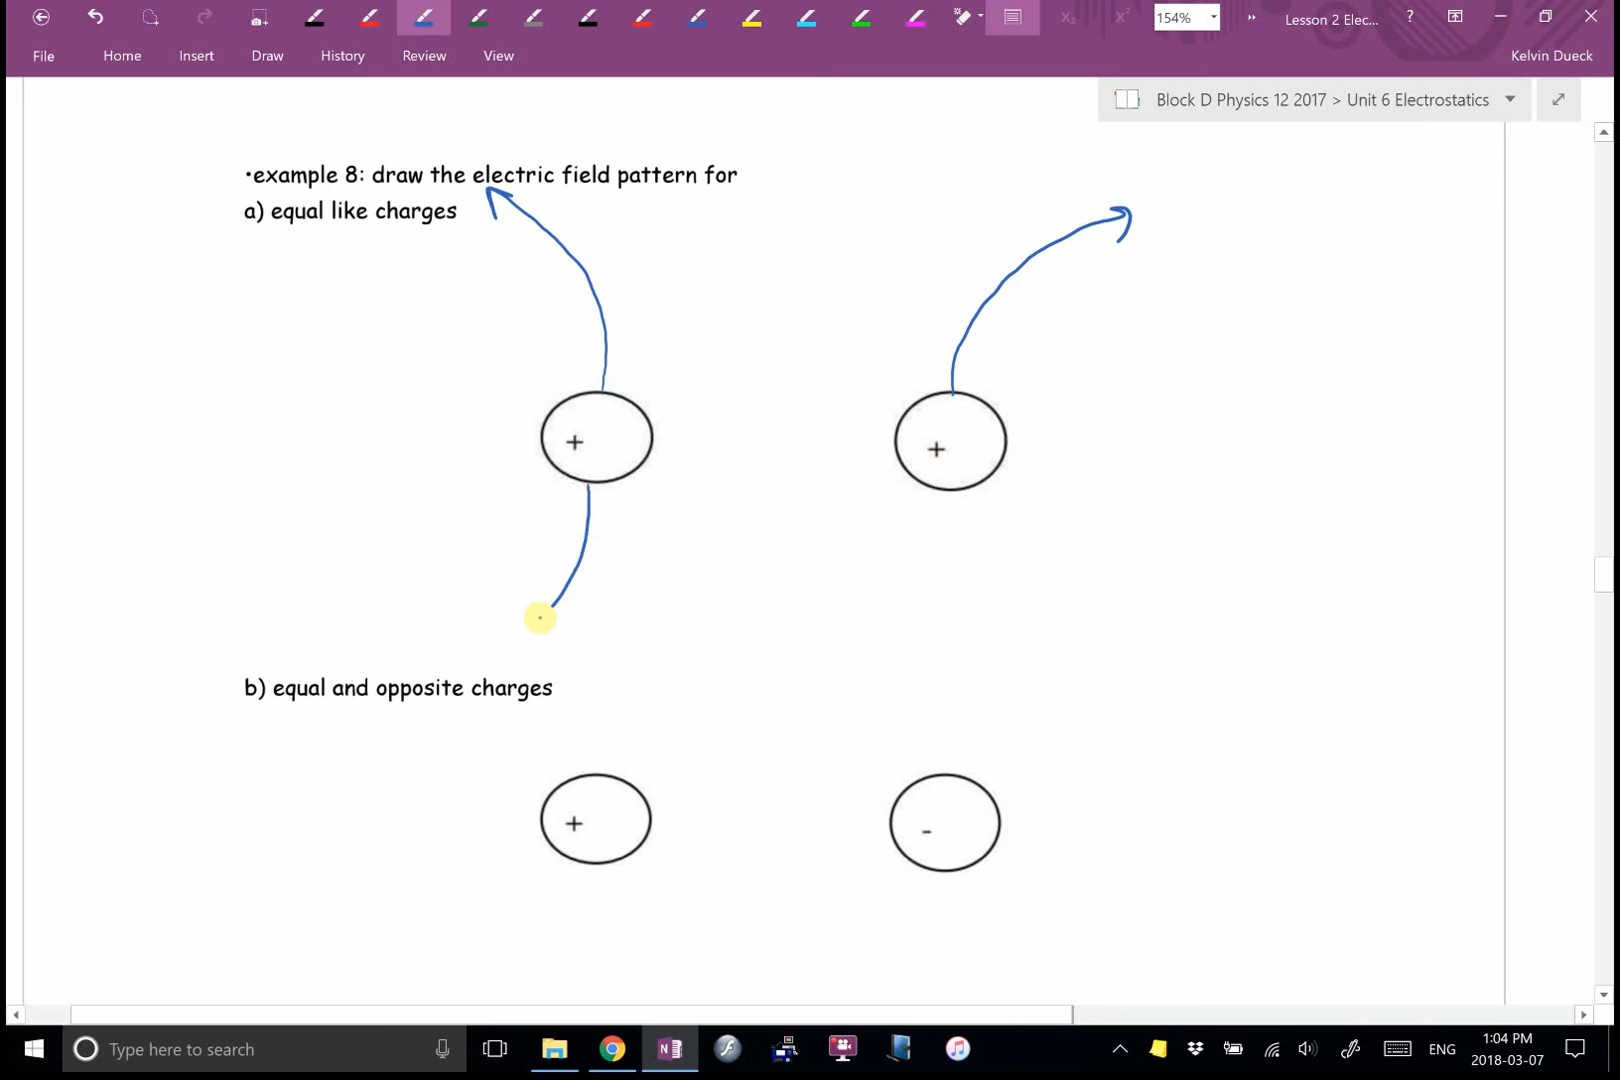 154%
Lesson 2 Elec...
?
File
Home
Insert
Draw
History
Review
View
Kelvin Dueck
Block D Physics 12 2017 > Unit 6 Electrostatics
•example 8: draw the electric field pattern for
a) equal like charges
+
+
b) equal and opposite charges
+
-
Type here to search
ENG
1:04 PM
2018-03-07